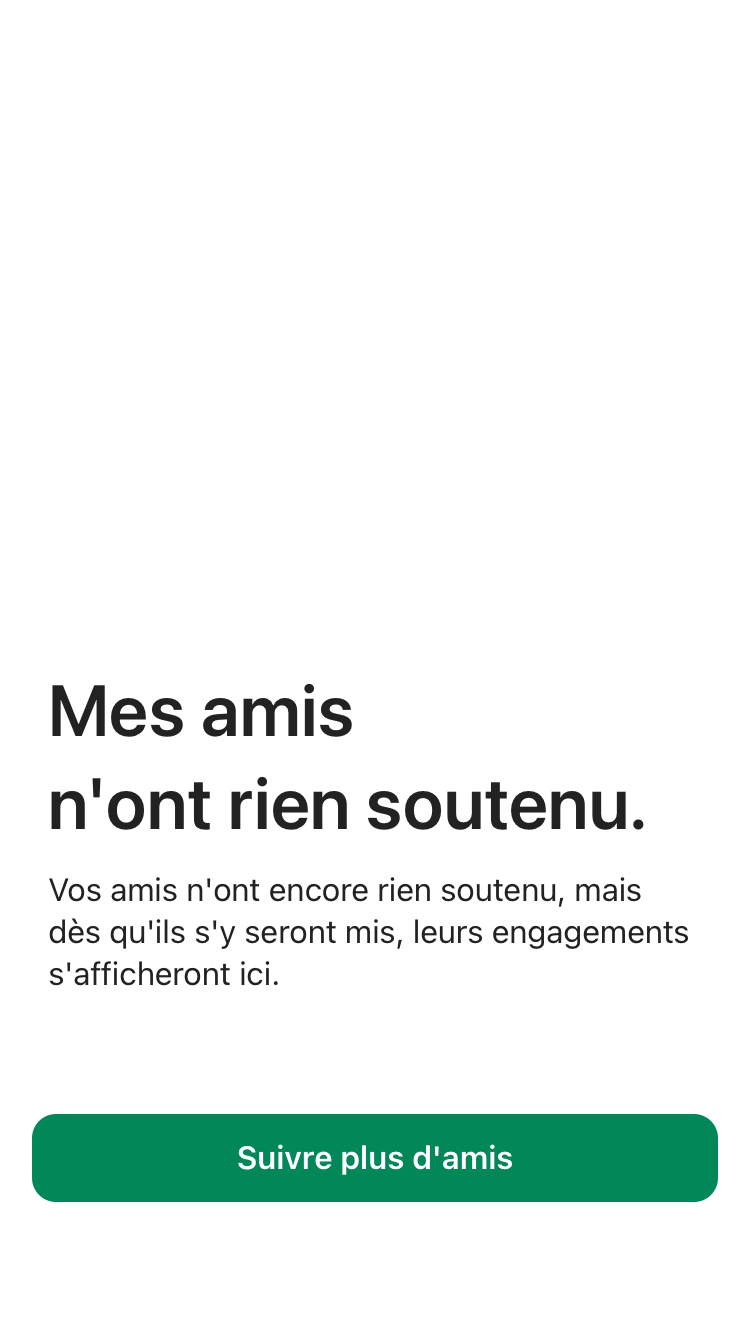 Mes amis
n'ont rien soutenu.
Vos amis n'ont encore rien soutenu, mais
dès qu'ils s'y seront mis, leurs engagements
s'afficheront ici.
Suivre plus d'amis